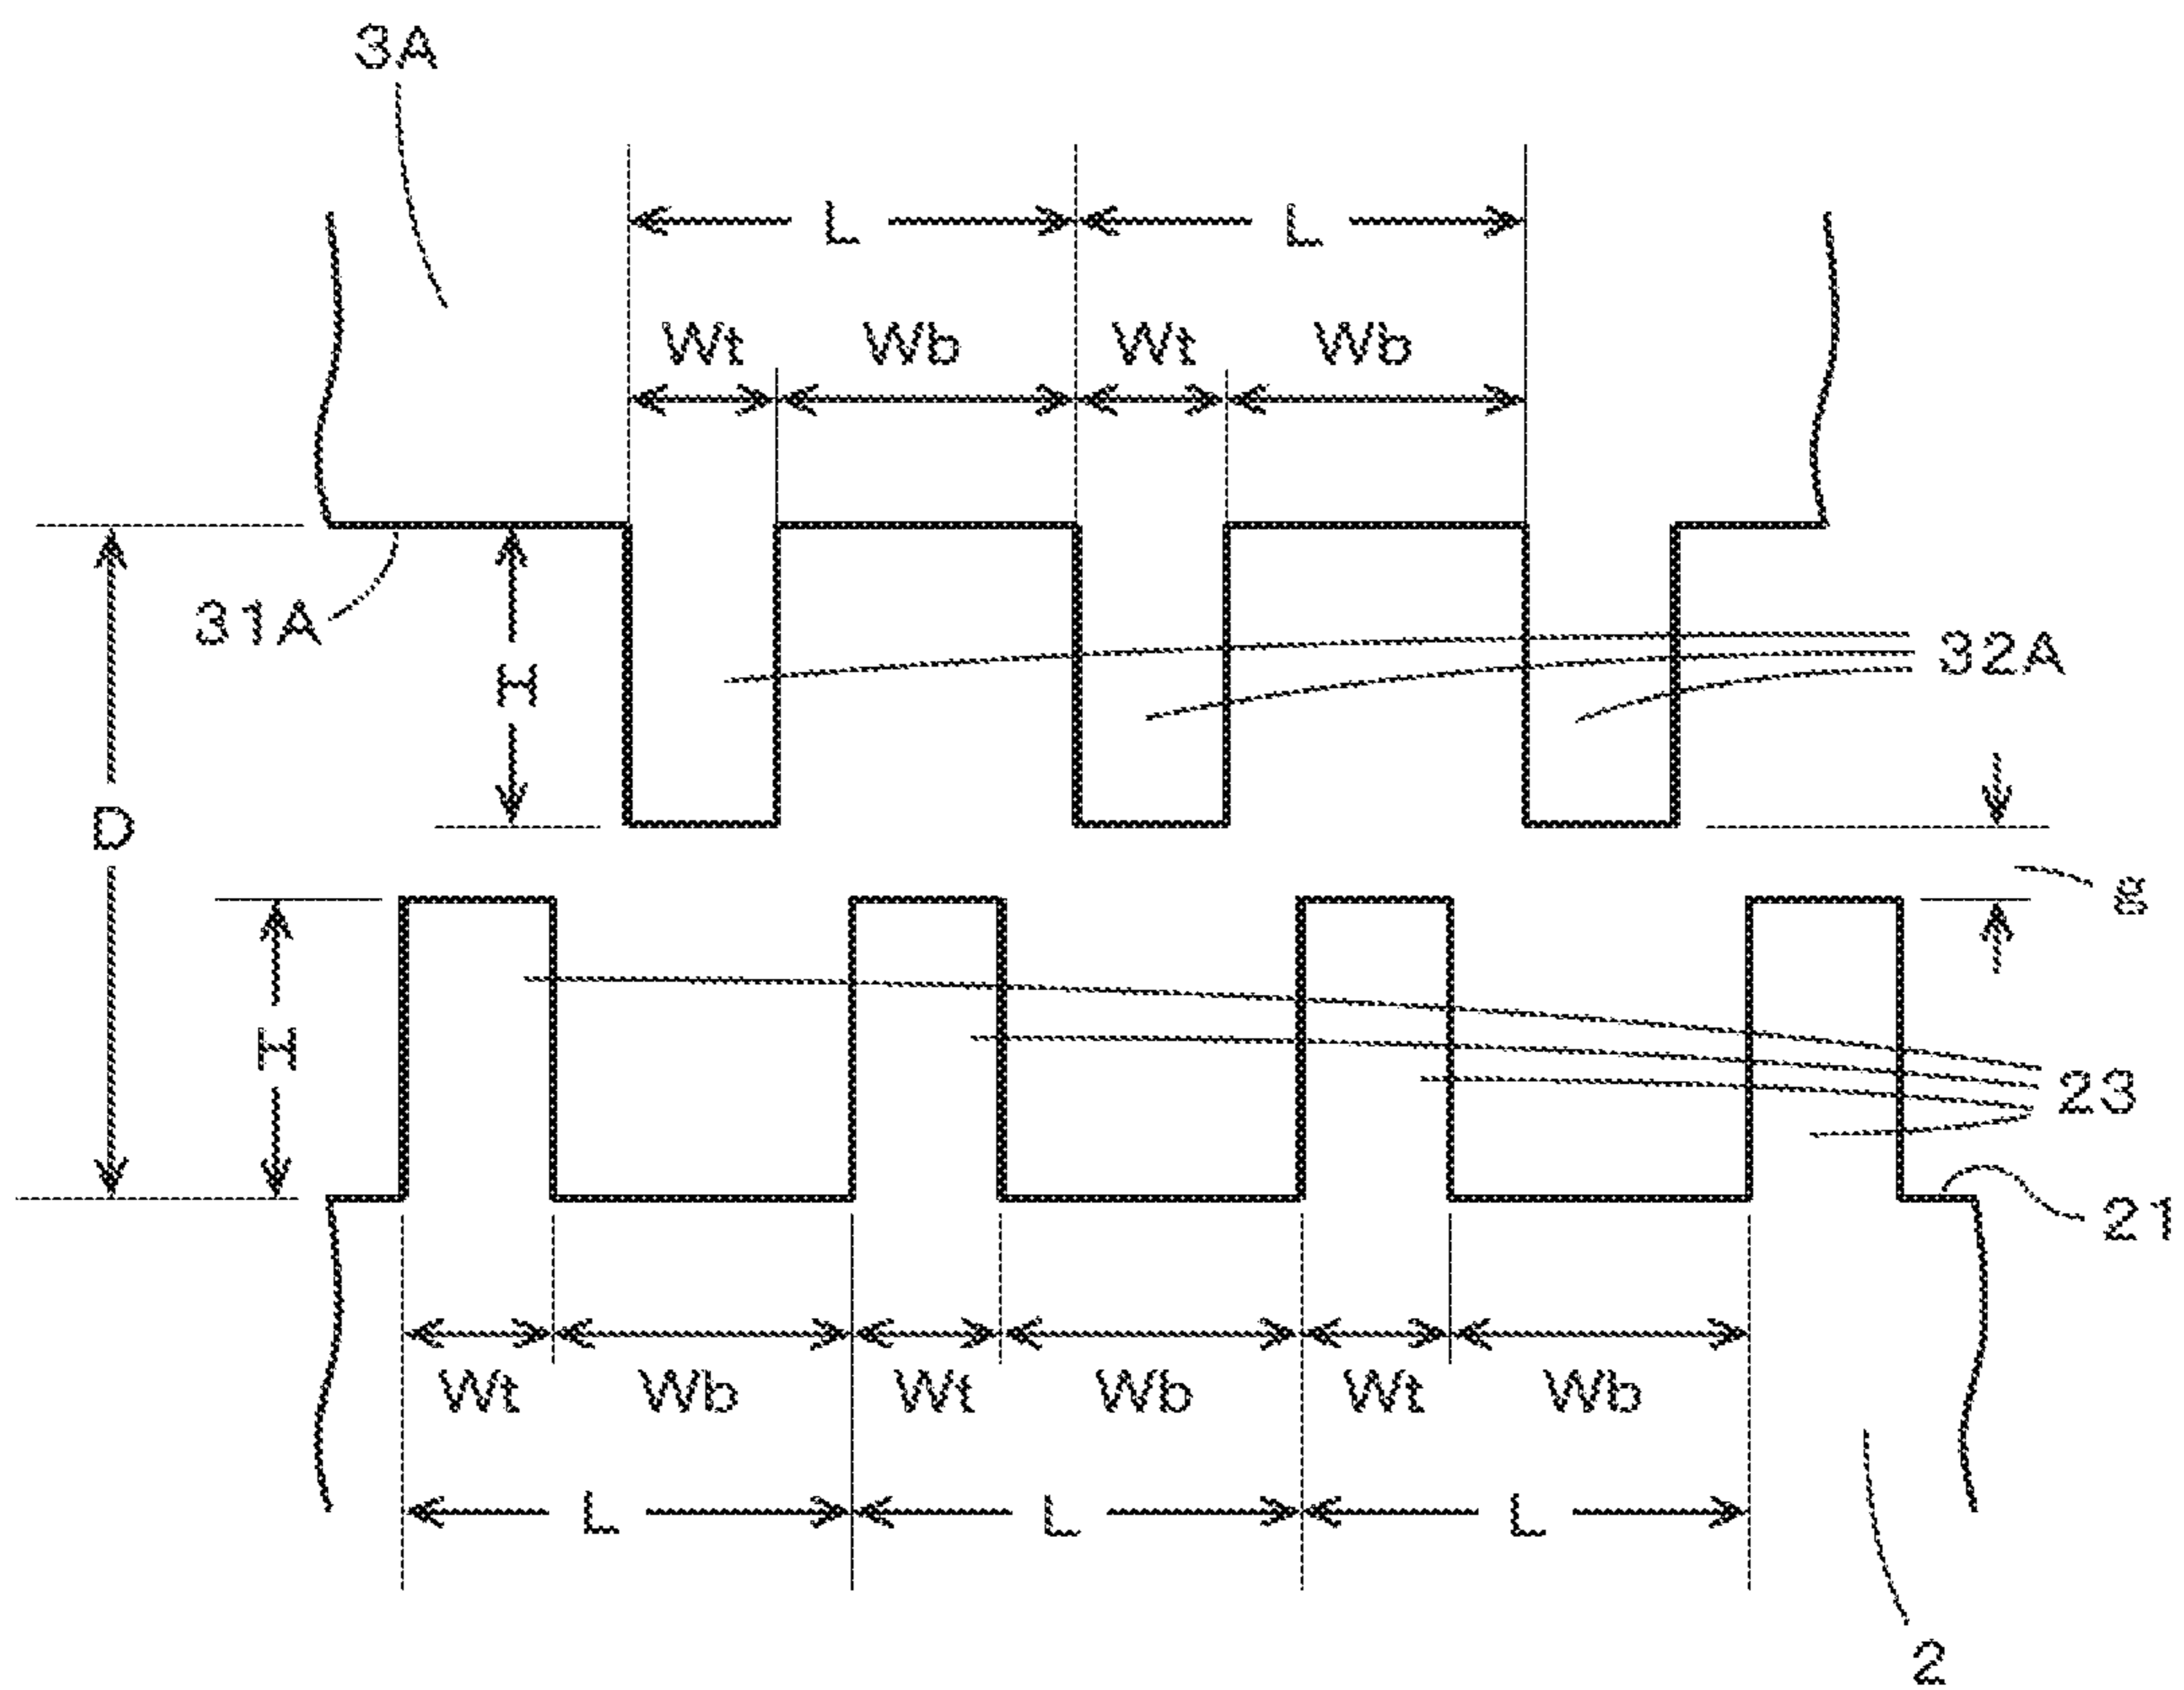 3A
L L
Wt Wb Wt Wb
31A
H
32A
D
g
H
23
21
Wt Wb Wt Wb Wt Wb
L L L
2